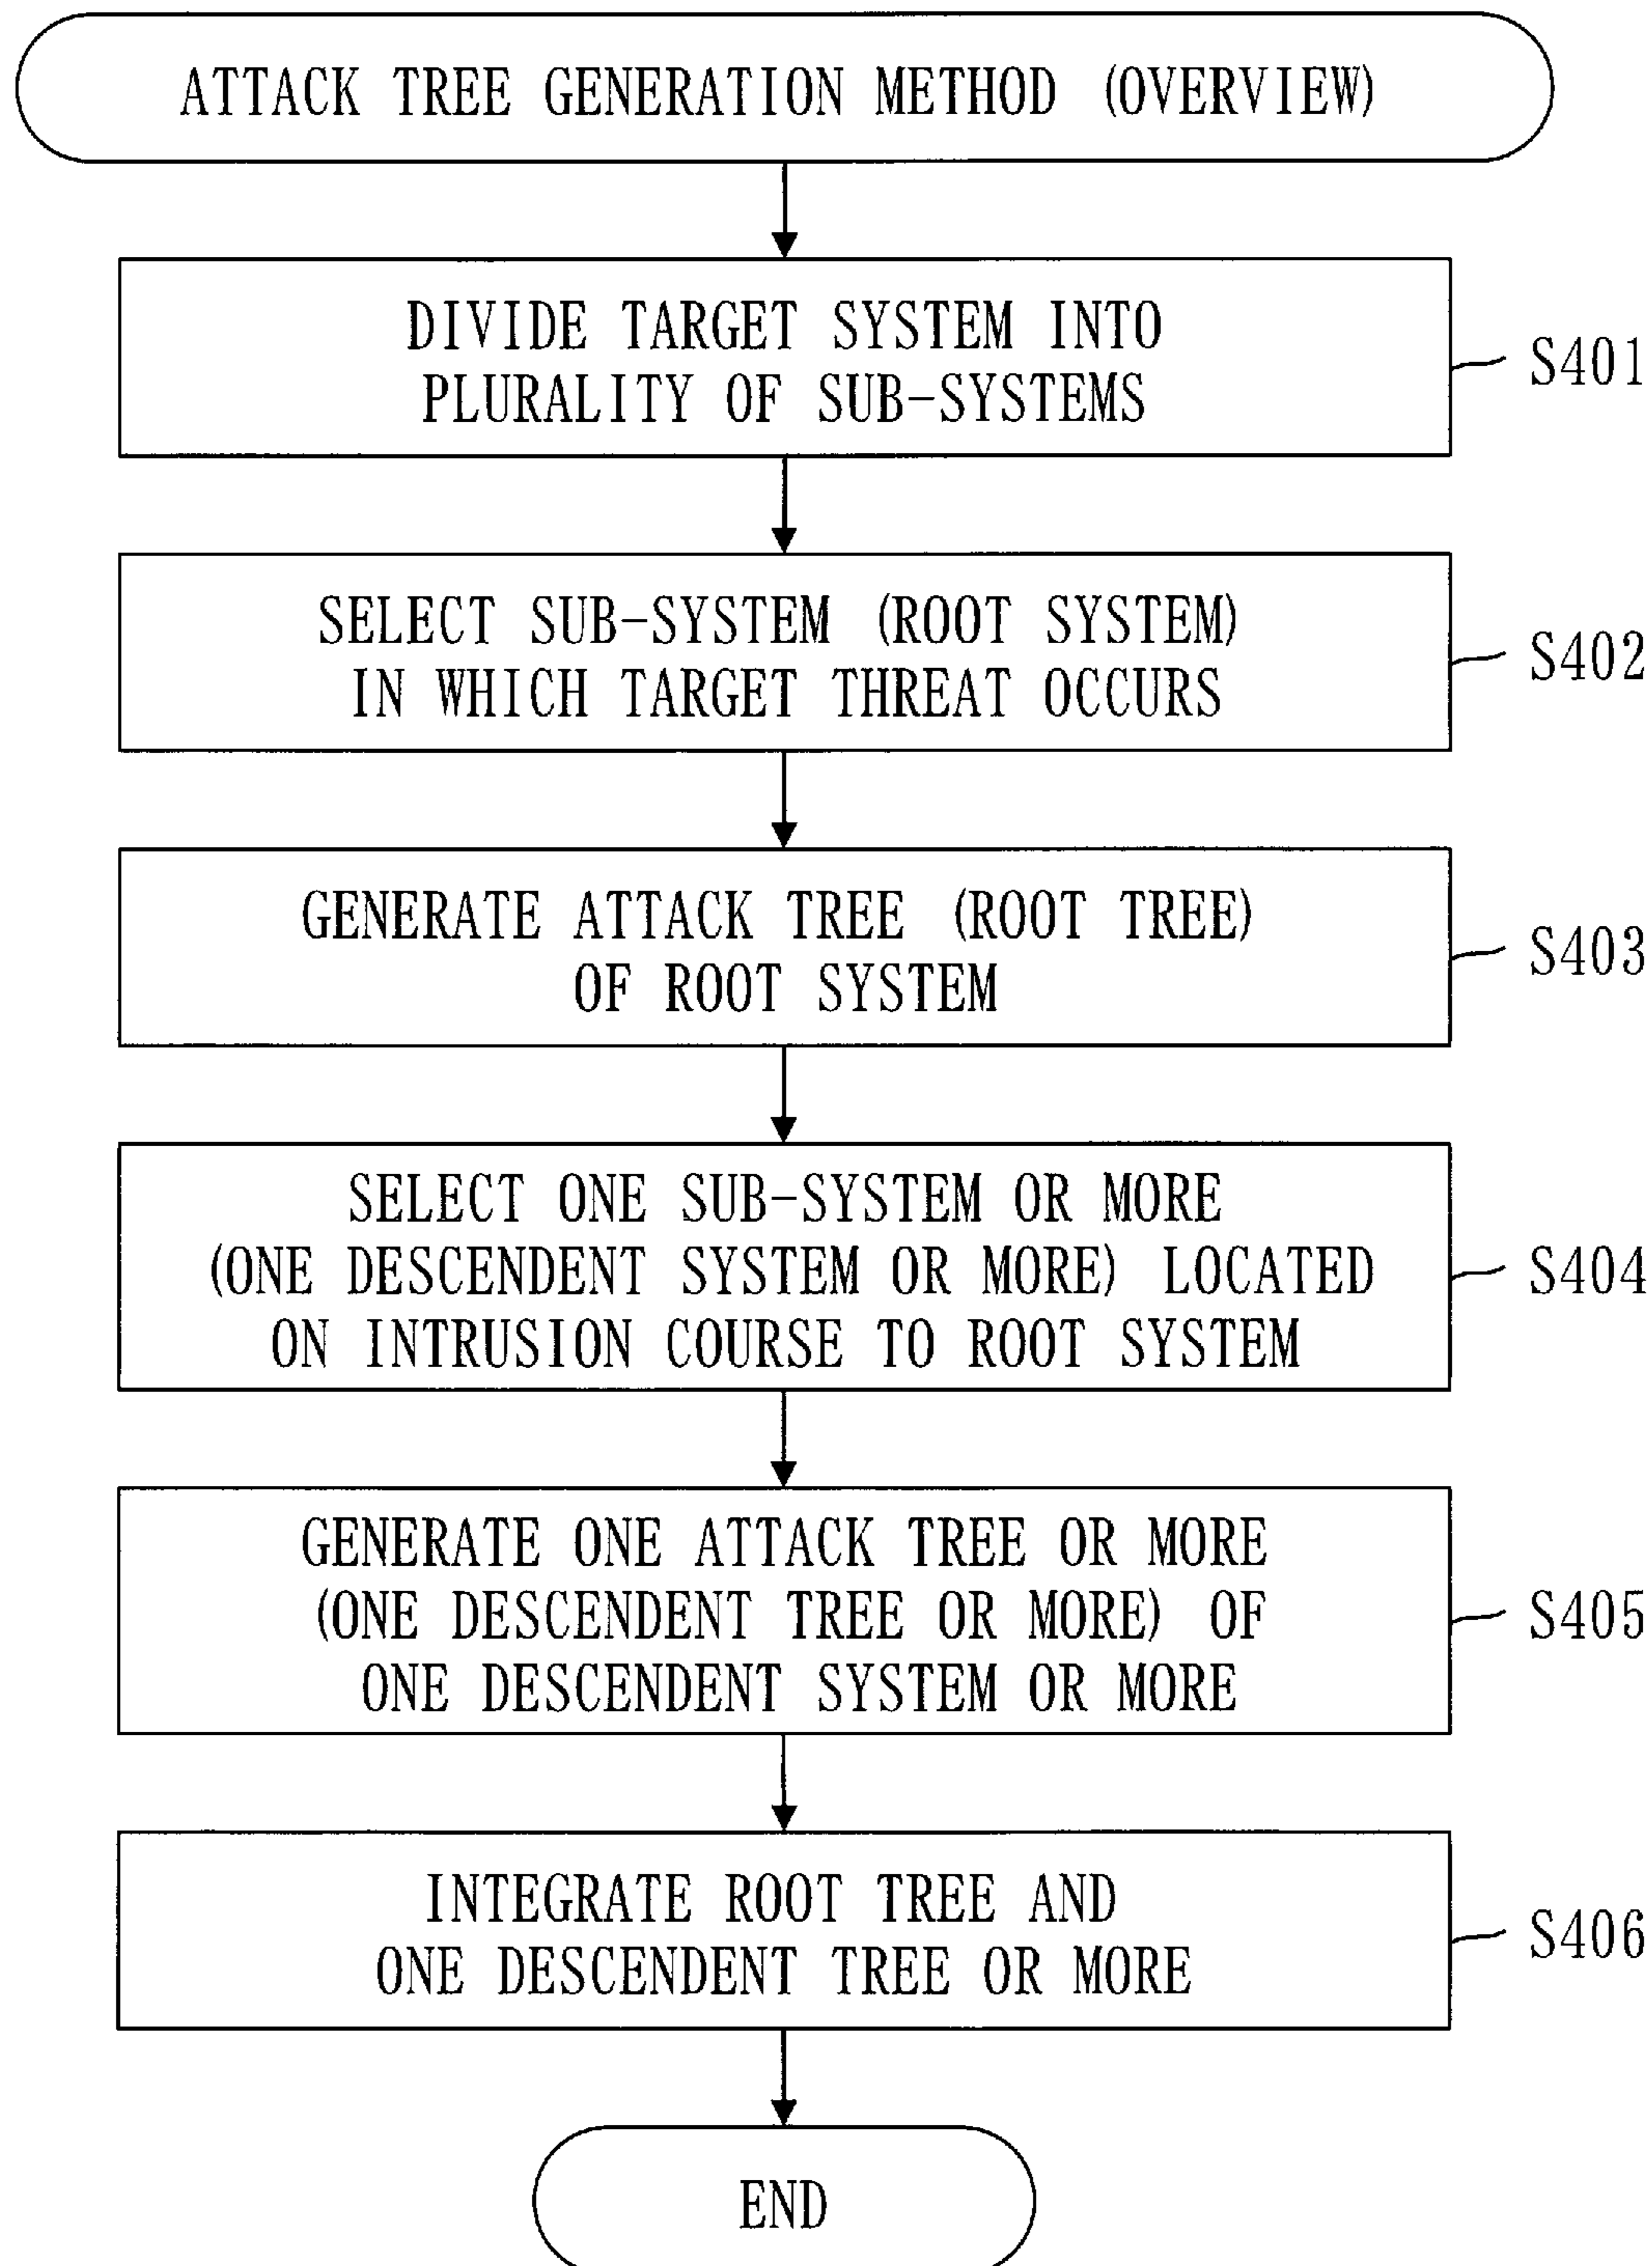 ATTACK TREE GENERATION METHOD (OVERVIEW)
DIVIDE TARGET SYSTEM INTO
PLURALITY OF SUB-SYSTEMS
S401
SELECT SUB-SYSTEM (ROOT SYSTEM)
IN WHICH TARGET THREAT OCCURS
S402
GENERATE ATTACK TREE (ROOT TREE)
OF ROOT SYSTEM
S403
SELECT ONE SUB-SYSTEM OR MORE
(ONE DESCENDENT SYSTEM OR MORE) LOCATED
ON INTRUSION COURSE TO ROOT SYSTEM
S404
GENERATE ONE ATTACK TREE OR MORE
(ONE DESCENDENT TREE OR MORE) OF
ONE DESCENDENT SYSTEM OR MORE
S405
INTEGRATE ROOT TREE AND
ONE DESCENDENT TREE OR MORE
S406
END